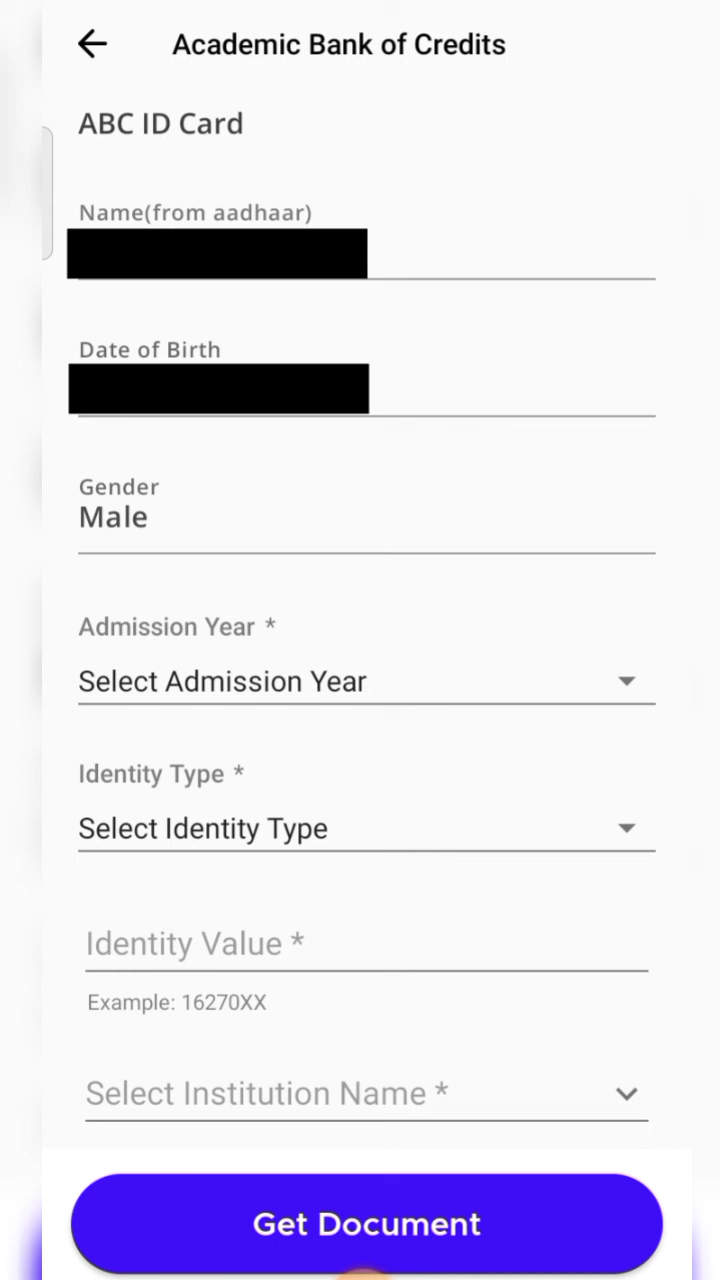 Academic Bank of Credits
ABC ID Card
Name(from aadhaar)
Date of Birth
Gender
Male
Admission Year *
Select Admission Year
Identity Type *
Select Identity Type
Identity Value *
Example: 16270XX
Select Institution Name *
Get Document